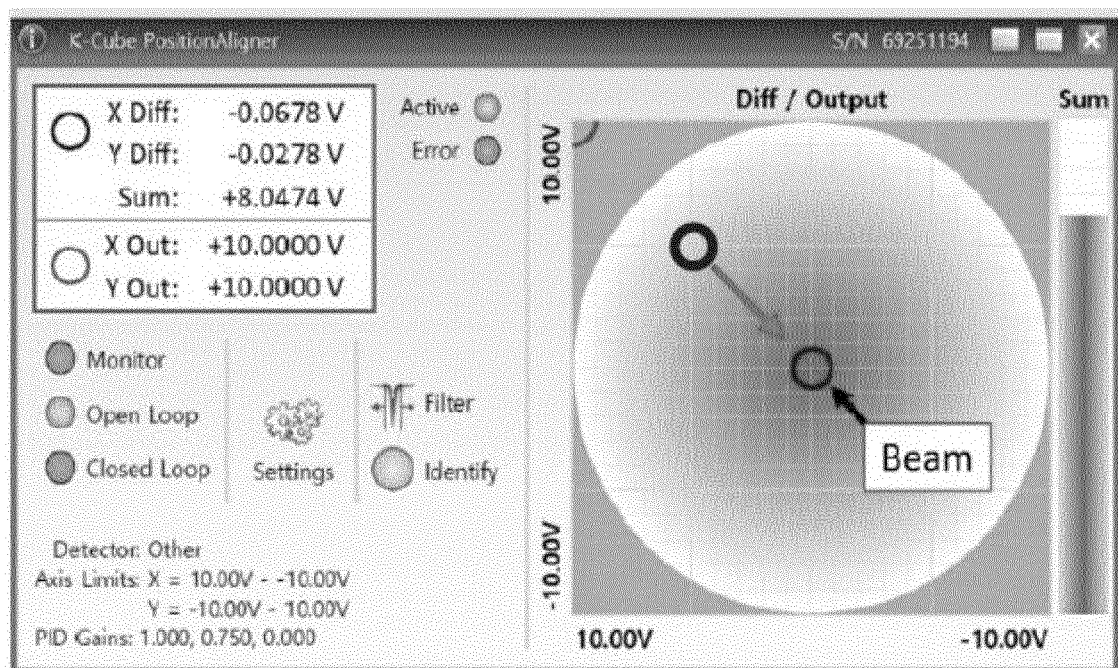 K-Cube PositionAligner
S/N 69251194
X Diff: -0.0678 V
Y Diff: -0.0278 V
Sum: +8.0474 V
X Out: +10.0000 V
Y Out: +10.0000 V
Active
Error
Monitor
Open Loop
Closed Loop
Settings
Filter
Identify
Detector: Other
Axis Limits: X = 10.00V - -10.00V
Y = -10.00V - 10.00V
PID Gains: 1.000, 0.750, 0.000
Diff / Output
Sum
10.00V
-10.00V
10.00V
-10.00V
Beam